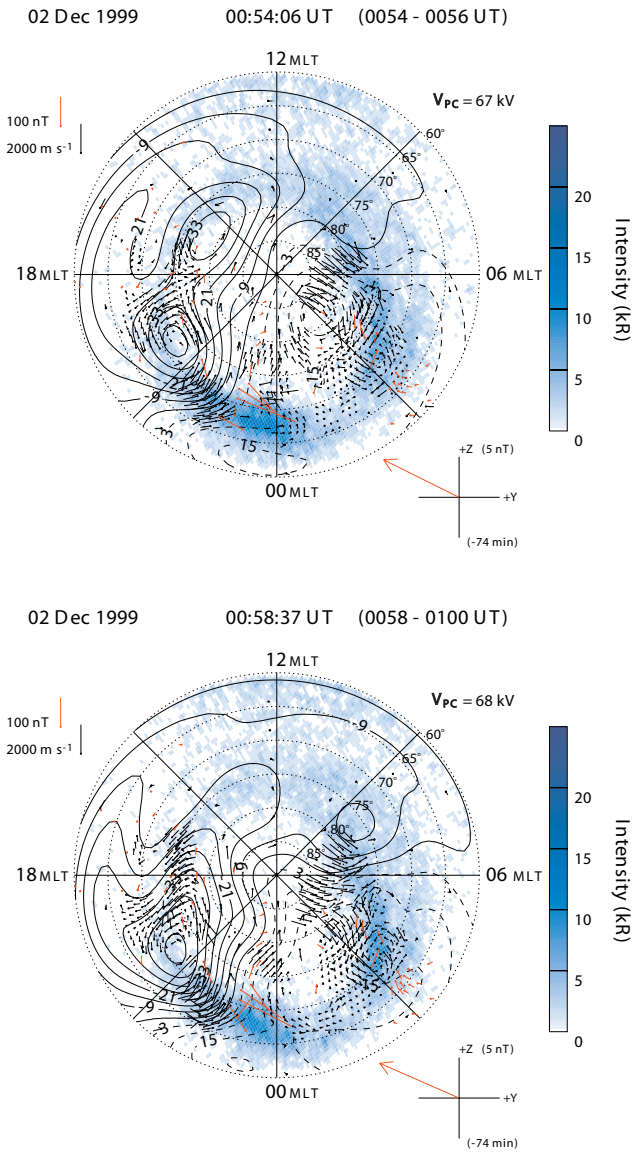 02 Dec 1999 00:54:06 UT (0054 - 0056 UT)
12 MLT
V_PC = 67 kV
100 nT
2000 m s⁻¹
60°
65°
70°
75°
80°
85°
-9
21
-33
-3
18 MLT
06 MLT
-21
-9
-33
15
-21
-9
3
15
00 MLT
20
15
10
5
0
Intensity (kR)
+Z (5 nT)
+Y
(-74 min)
02 Dec 1999 00:58:37 UT (0058 - 0100 UT)
12 MLT
V_PC = 68 kV
100 nT
2000 m s⁻¹
-9
60°
65°
70°
75°
80°
85°
18 MLT
06 MLT
-9
-21
3
-33
15
-21
-9
3
15
00 MLT
20
15
10
5
0
Intensity (kR)
+Z (5 nT)
+Y
(-74 min)